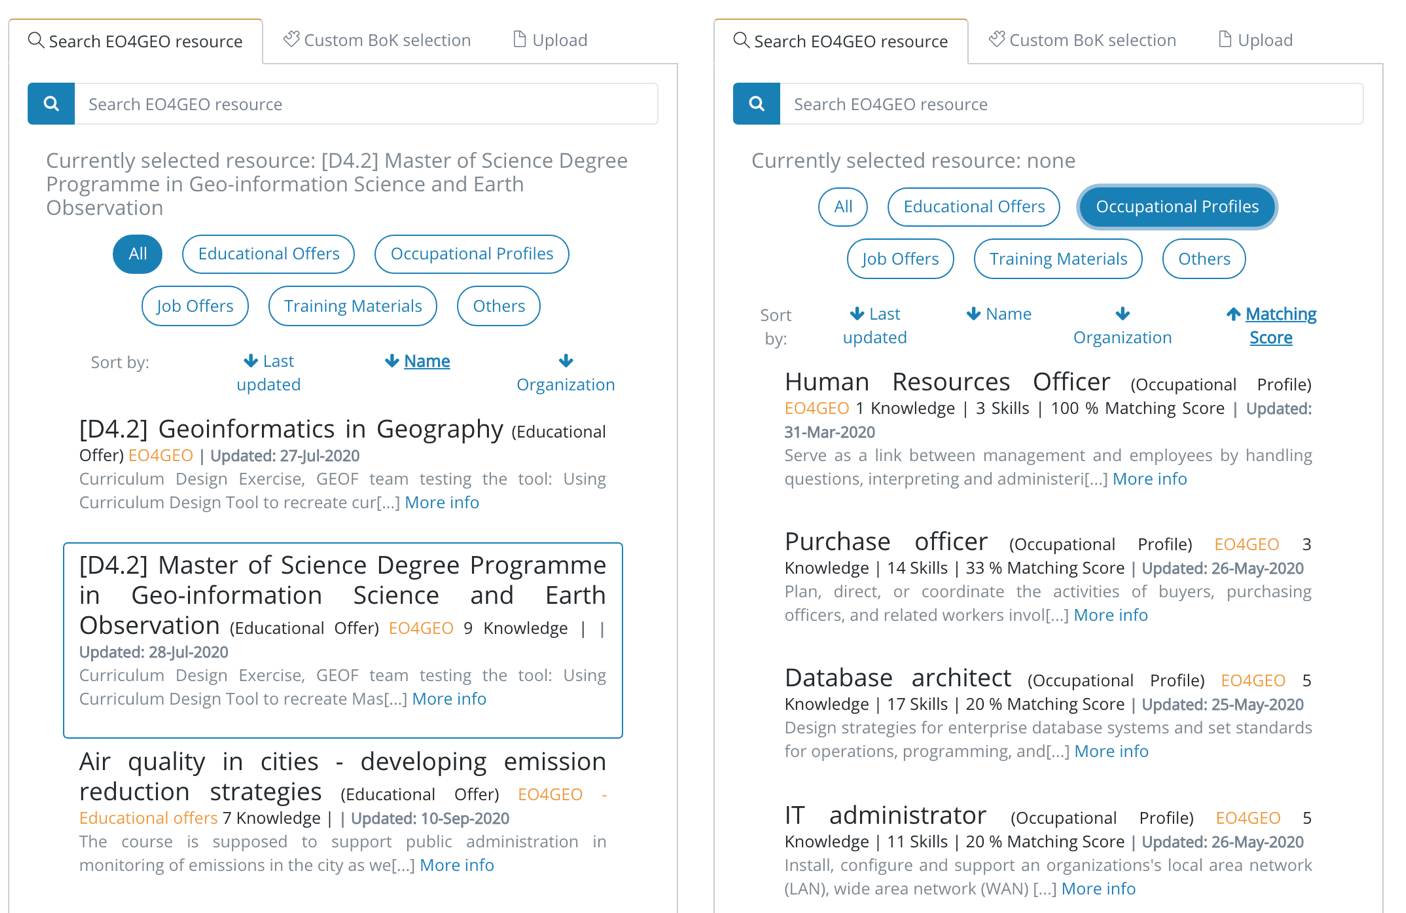 Search EO4GEO resource
Custom BoK selection
Upload
Search EO4GEO resource
Currently selected resource: [D4.2] Master of Science Degree
Programme in Geo-information Science and Earth
Observation
All
Educational Offers
Occupational Profiles
Job Offers
Training Materials
Others
Sort by:
Last
updated
Name
Organization
[D4.2] Geoinformatics in Geography (Educational
Offer) EO4GEO | Updated: 27-Jul-2020
Curriculum Design Exercise, GEOF team testing the tool: Using
Curriculum Design Tool to recreate cur[...] More info
[D4.2] Master of Science Degree Programme
in Geo-information Science and Earth
Observation (Educational Offer) EO4GEO 9 Knowledge | |
Updated: 28-Jul-2020
Curriculum Design Exercise, GEOF team testing the tool: Using
Curriculum Design Tool to recreate Mas[...] More info
Air quality in cities - developing emission
reduction strategies (Educational Offer) EO4GEO -
Educational offers 7 Knowledge | | Updated: 10-Sep-2020
The course is supposed to support public administration in
monitoring of emissions in the city as we[...] More info
Search EO4GEO resource
Custom BoK selection
Upload
Search EO4GEO resource
Currently selected resource: none
All
Educational Offers
Occupational Profiles
Job Offers
Training Materials
Others
Sort
by:
Last
updated
Name
Organization
Matching
Score
Human Resources Officer (Occupational Profile)
EO4GEO 1 Knowledge | 3 Skills | 100 % Matching Score | Updated:
31-Mar-2020
Serve as a link between management and employees by handling
questions, interpreting and administeri[...] More info
Purchase officer (Occupational Profile) EO4GEO 3
Knowledge | 14 Skills | 33 % Matching Score | Updated: 26-May-2020
Plan, direct, or coordinate the activities of buyers, purchasing
officers, and related workers invol[...] More info
Database architect (Occupational Profile) EO4GEO 5
Knowledge | 17 Skills | 20 % Matching Score | Updated: 25-May-2020
Design strategies for enterprise database systems and set standards
for operations, programming, and[...] More info
IT administrator (Occupational Profile) EO4GEO 5
Knowledge | 11 Skills | 20 % Matching Score | Updated: 26-May-2020
Install, configure and support an organizations's local area network
(LAN), wide area network (WAN) [...] More info